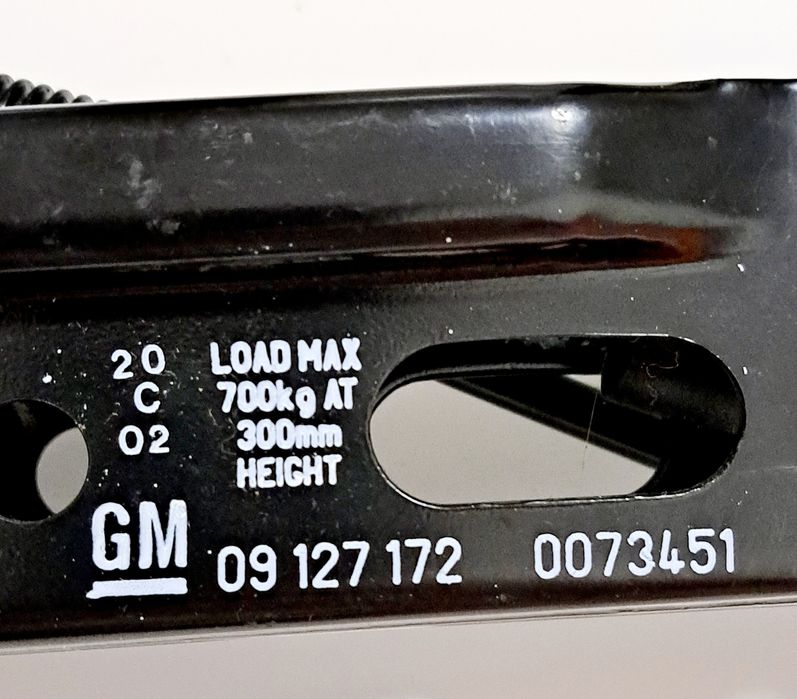 20
C
02
LOAD MAX
700kg AT
300mm
HEIGHT
GM
09 127 172
0073451